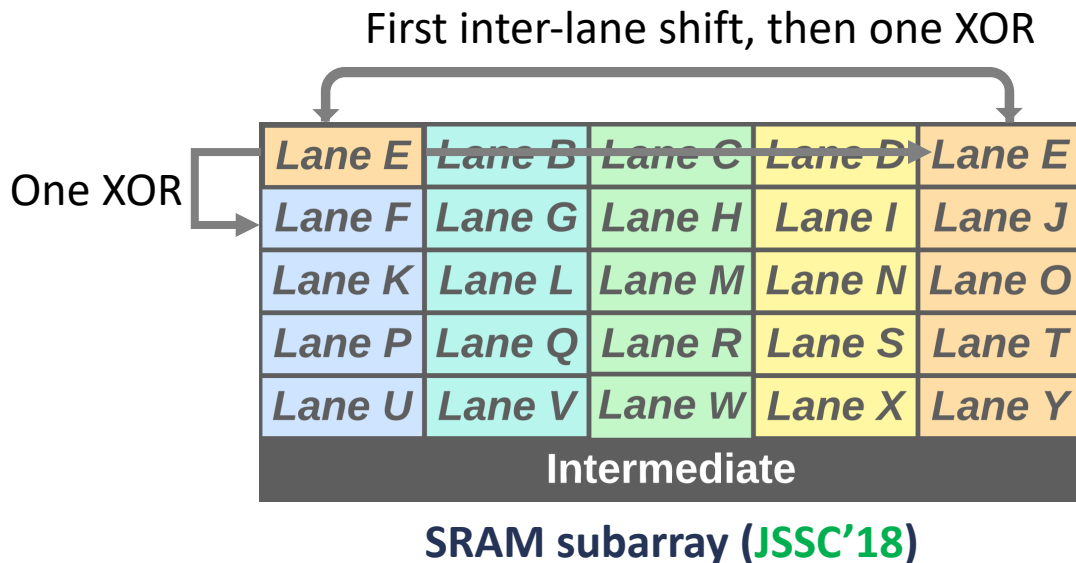 First inter-lane shift, then one XOR
One XOR
Lane E Lane B Lane C Lane D Lane E
Lane F Lane G Lane H Lane I Lane J
Lane K Lane L Lane M Lane N Lane O
Lane P Lane Q Lane R Lane S Lane T
Lane U Lane V Lane W Lane X Lane Y
Intermediate
SRAM subarray (JSSC’18)